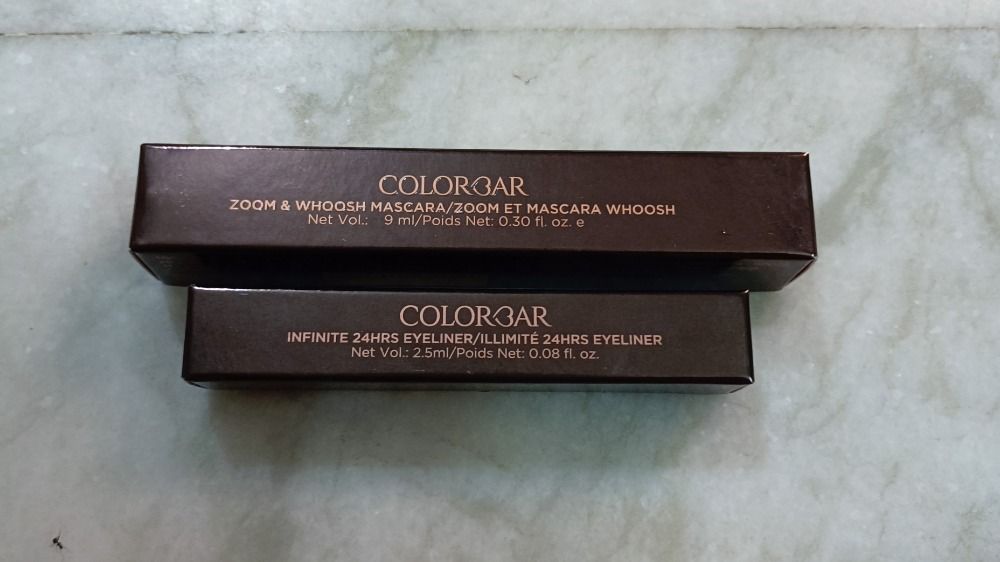 COLORBAR
ZOOM & WHOOSH MASCARA/ZOOM ET MASCARA WHOOSH
Net Vol.: 9 ml/Poids Net: 0.30 fl. oz. e
COLORBAR
INFINITE 24HRS EYELINER/ILLIMITÉ 24HRS EYELINER
Net Vol.: 2.5ml/Poids Net: 0.08 fl. oz.